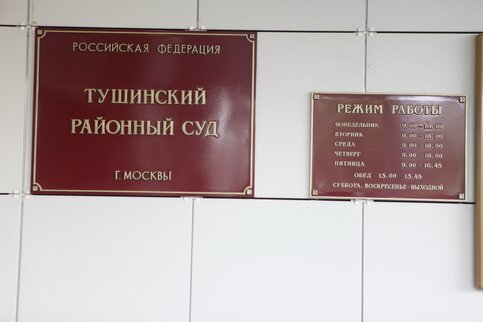 РОССИЙСКАЯ ФЕДЕРАЦИЯ
ТУШИНСКИЙ
РАЙОННЫЙ СУД
Г. МОСКВЫ
РЕЖИМ РАБОТЫ
ПОНЕДЕЛЬНИК 9.00 - 18.00
ВТОРНИК 9.00 - 18.00
СРЕДА 9.00 - 18.00
ЧЕТВЕРГ 9.00 - 18.00
ПЯТНИЦА 9.00 - 16.45
ОБЕД 13.00 13.45
СУББОТА, ВОСКРЕСЕНЬЕ - ВЫХОДНОЙ